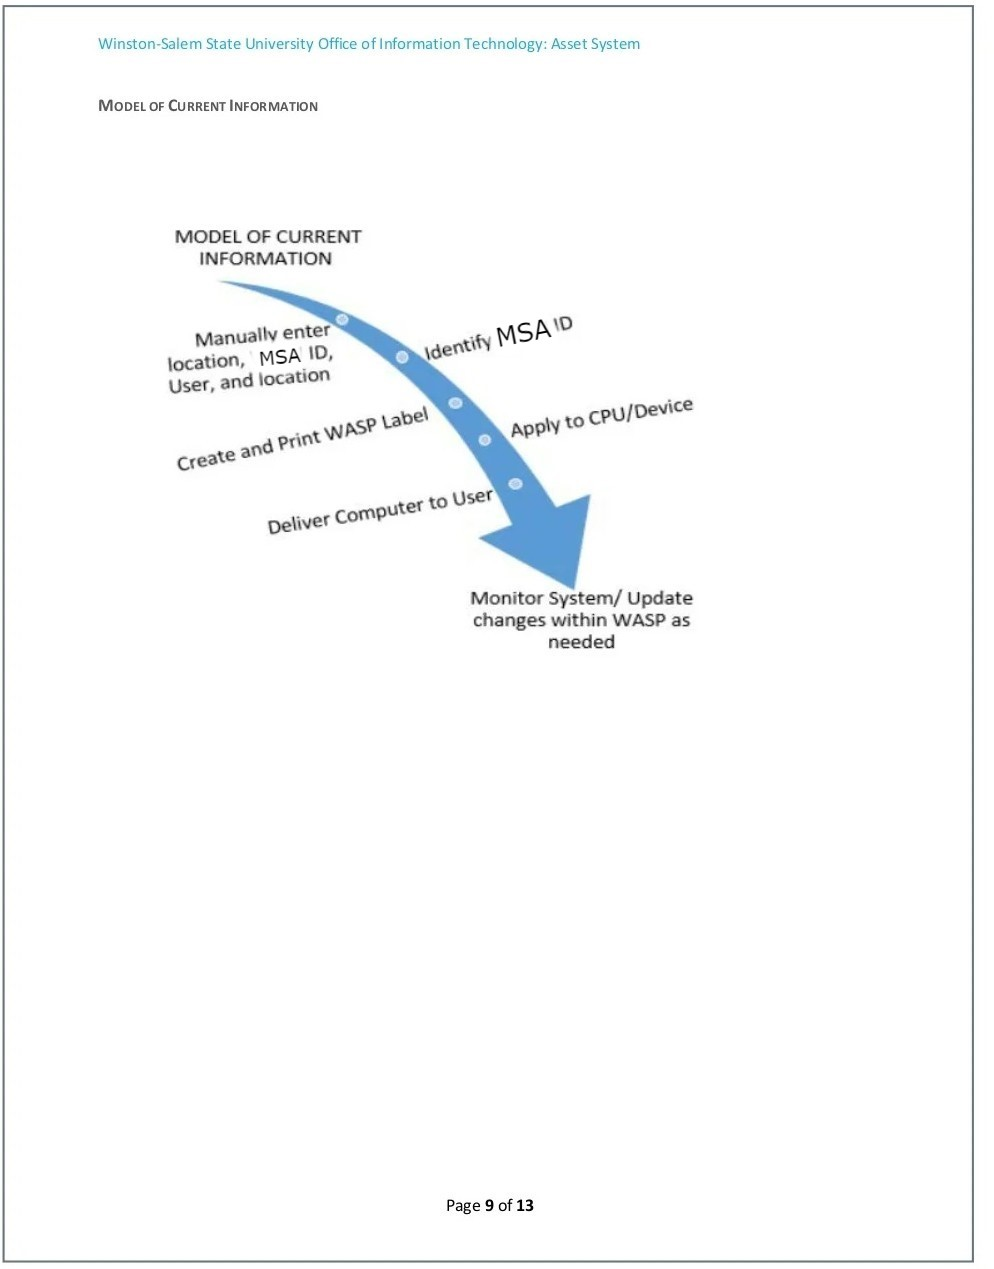 Winston-Salem State University Office of Information Technology: Asset System
MODEL OF CURRENT INFORMATION
MODEL OF CURRENT
INFORMATION
Manually enter
location, MSA ID,
User, and location
Identify MSA ID
Create and Print WASP Label
Apply to CPU/Device
Deliver Computer to User
Monitor System/ Update
changes within WASP as
needed
Page 9 of 13